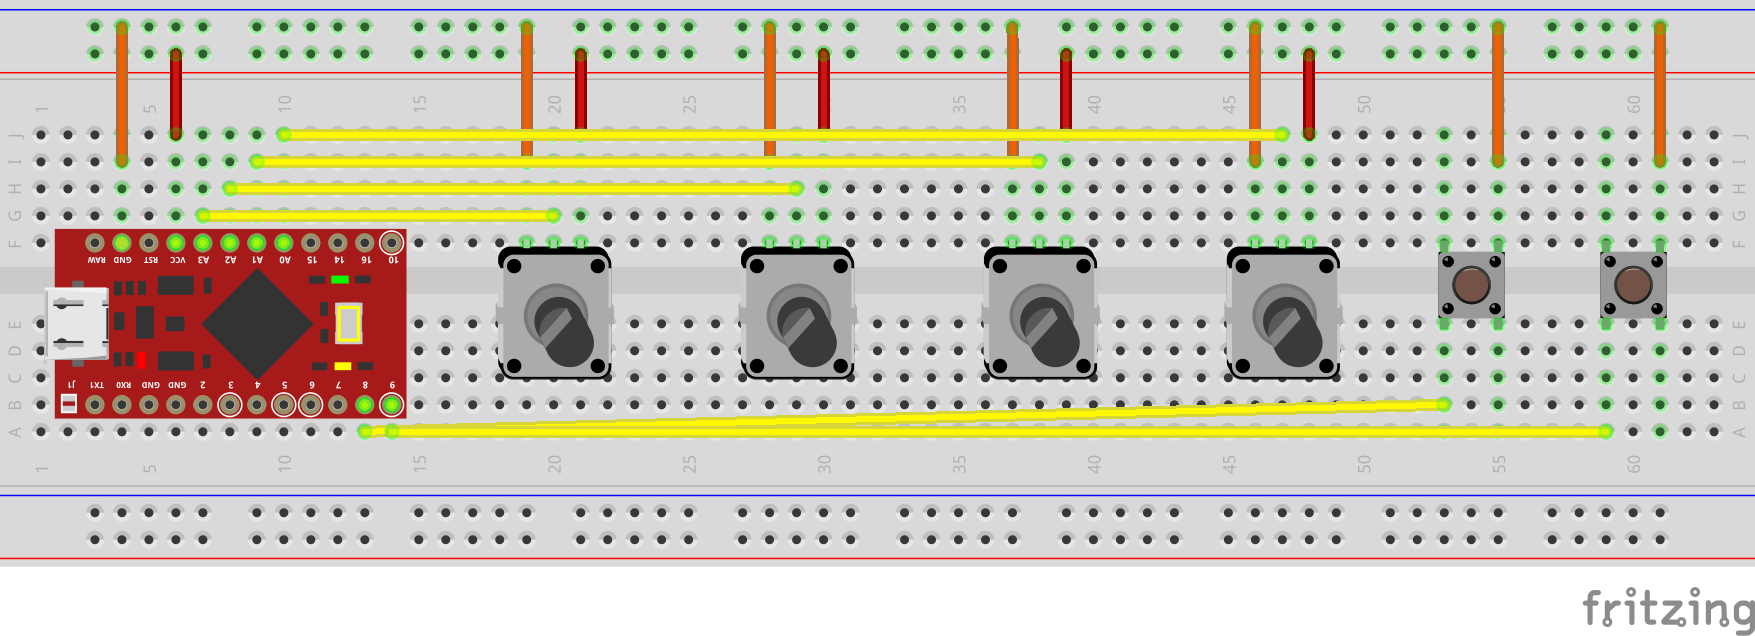 1 5 10 15 20 25 30 35 40 45 50 55 60
J J
I I
H H
G G
F F
RAW GND RST VCC A3 A2 A1 A0 15 14 16 10
E E
D D
C C
J1 TX1 RX0 GND GND 2 3 4 5 6 7 8 9
B B
A A
1 5 10 15 20 25 30 35 40 45 50 55 60
fritzing